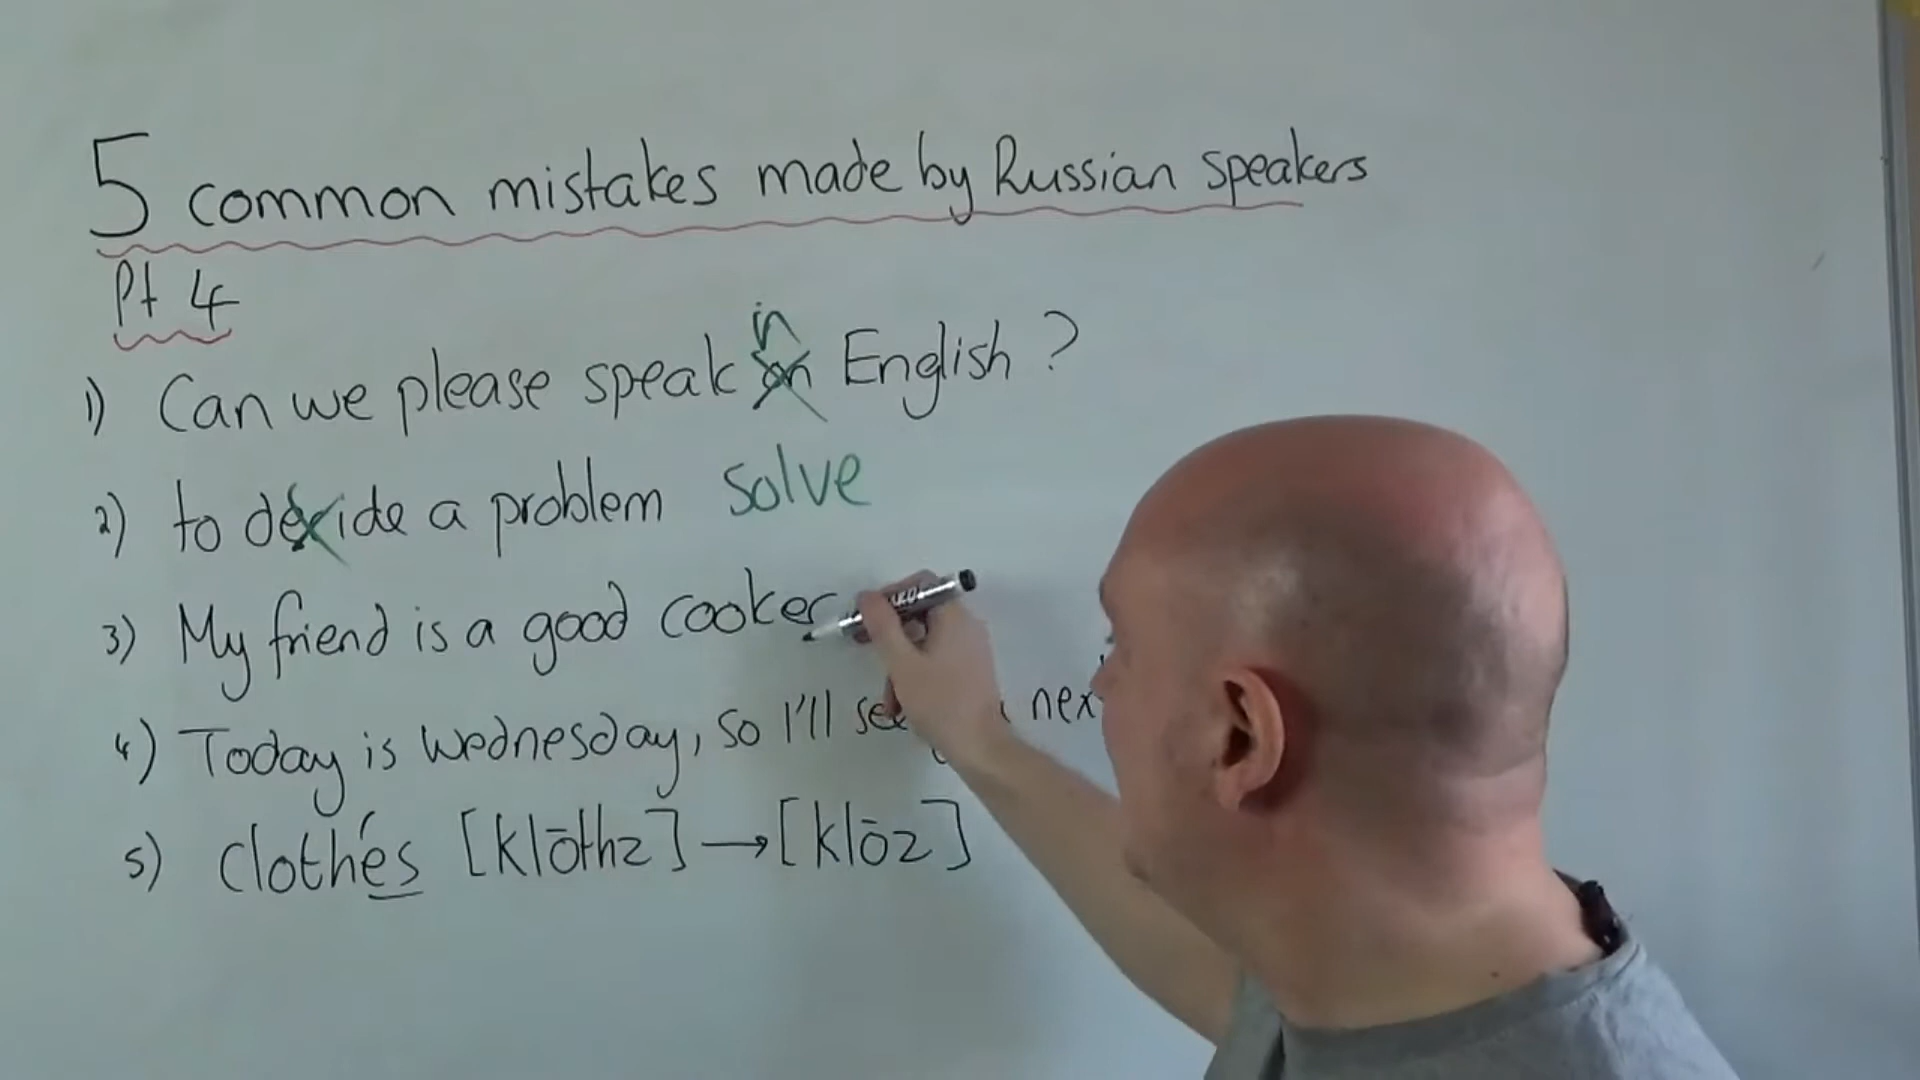 5 common mistakes made by Russian speakers
Pt 4
1) Can we please speak on in English?
2) to decide a problem solve
3) My friend is a good cooker
4) Today is Wednesday, so I'll
5) clothes [klōthz] → [klōz]